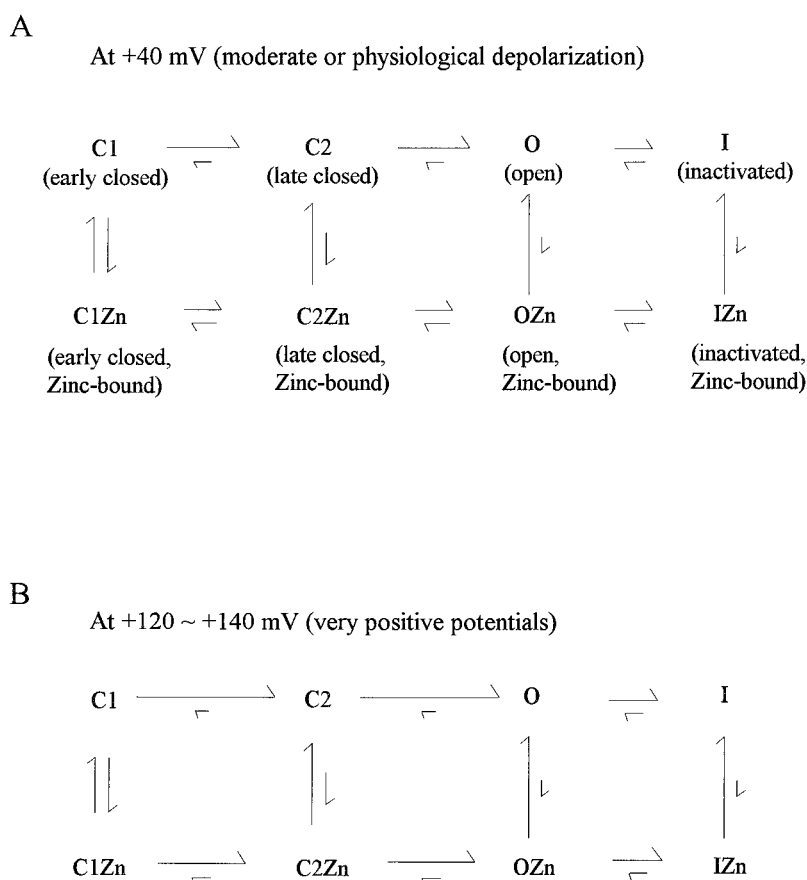 A
At +40 mV (moderate or physiological depolarization)
C1 C2 O I
(early closed) (late closed) (open) (inactivated)
C1Zn C2Zn OZn IZn
(early closed, (late closed, (open, (inactivated,
Zinc-bound) Zinc-bound) Zinc-bound) Zinc-bound)
B
At +120 ~ +140 mV (very positive potentials)
C1 C2 O I
C1Zn C2Zn OZn IZn